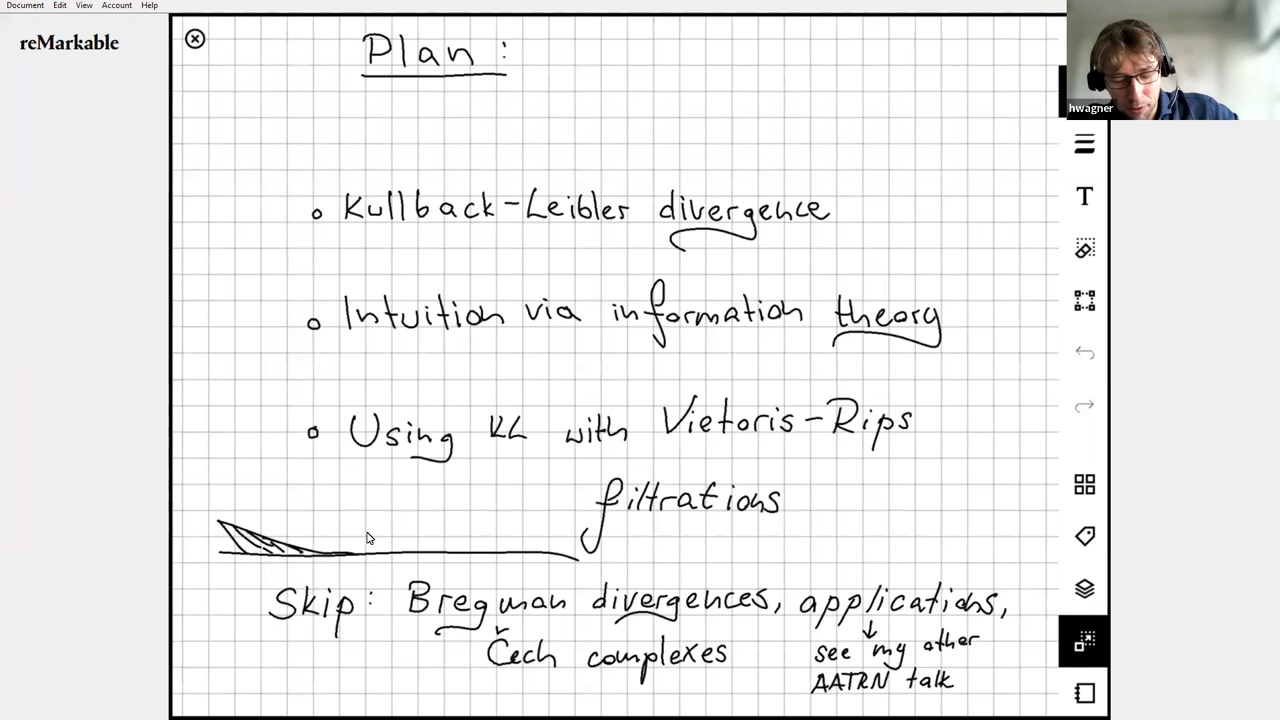 Document Edit View Account Help
reMarkable
Plan:
hwagner
Kullback-Leibler divergence
Intuition via information theory
Using KL with Vietoris-Rips
filtrations
Skip: Bregman divergences, applications,
Čech complexes
see my other
AATRN talk
T